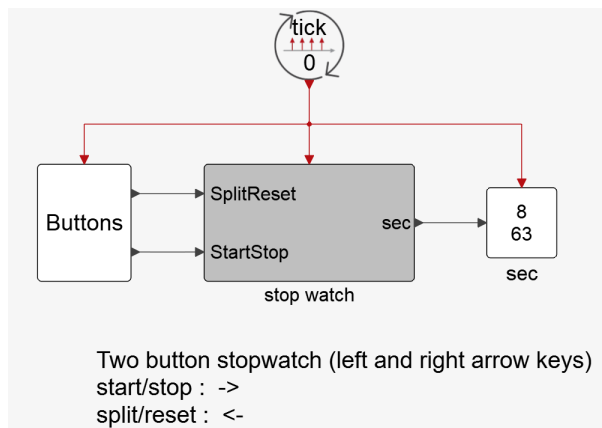 tick
0
Buttons
SplitReset
StartStop
sec
stop watch
8
63
sec
Two button stopwatch (left and right arrow keys)
start/stop :  ->
split/reset :  <-